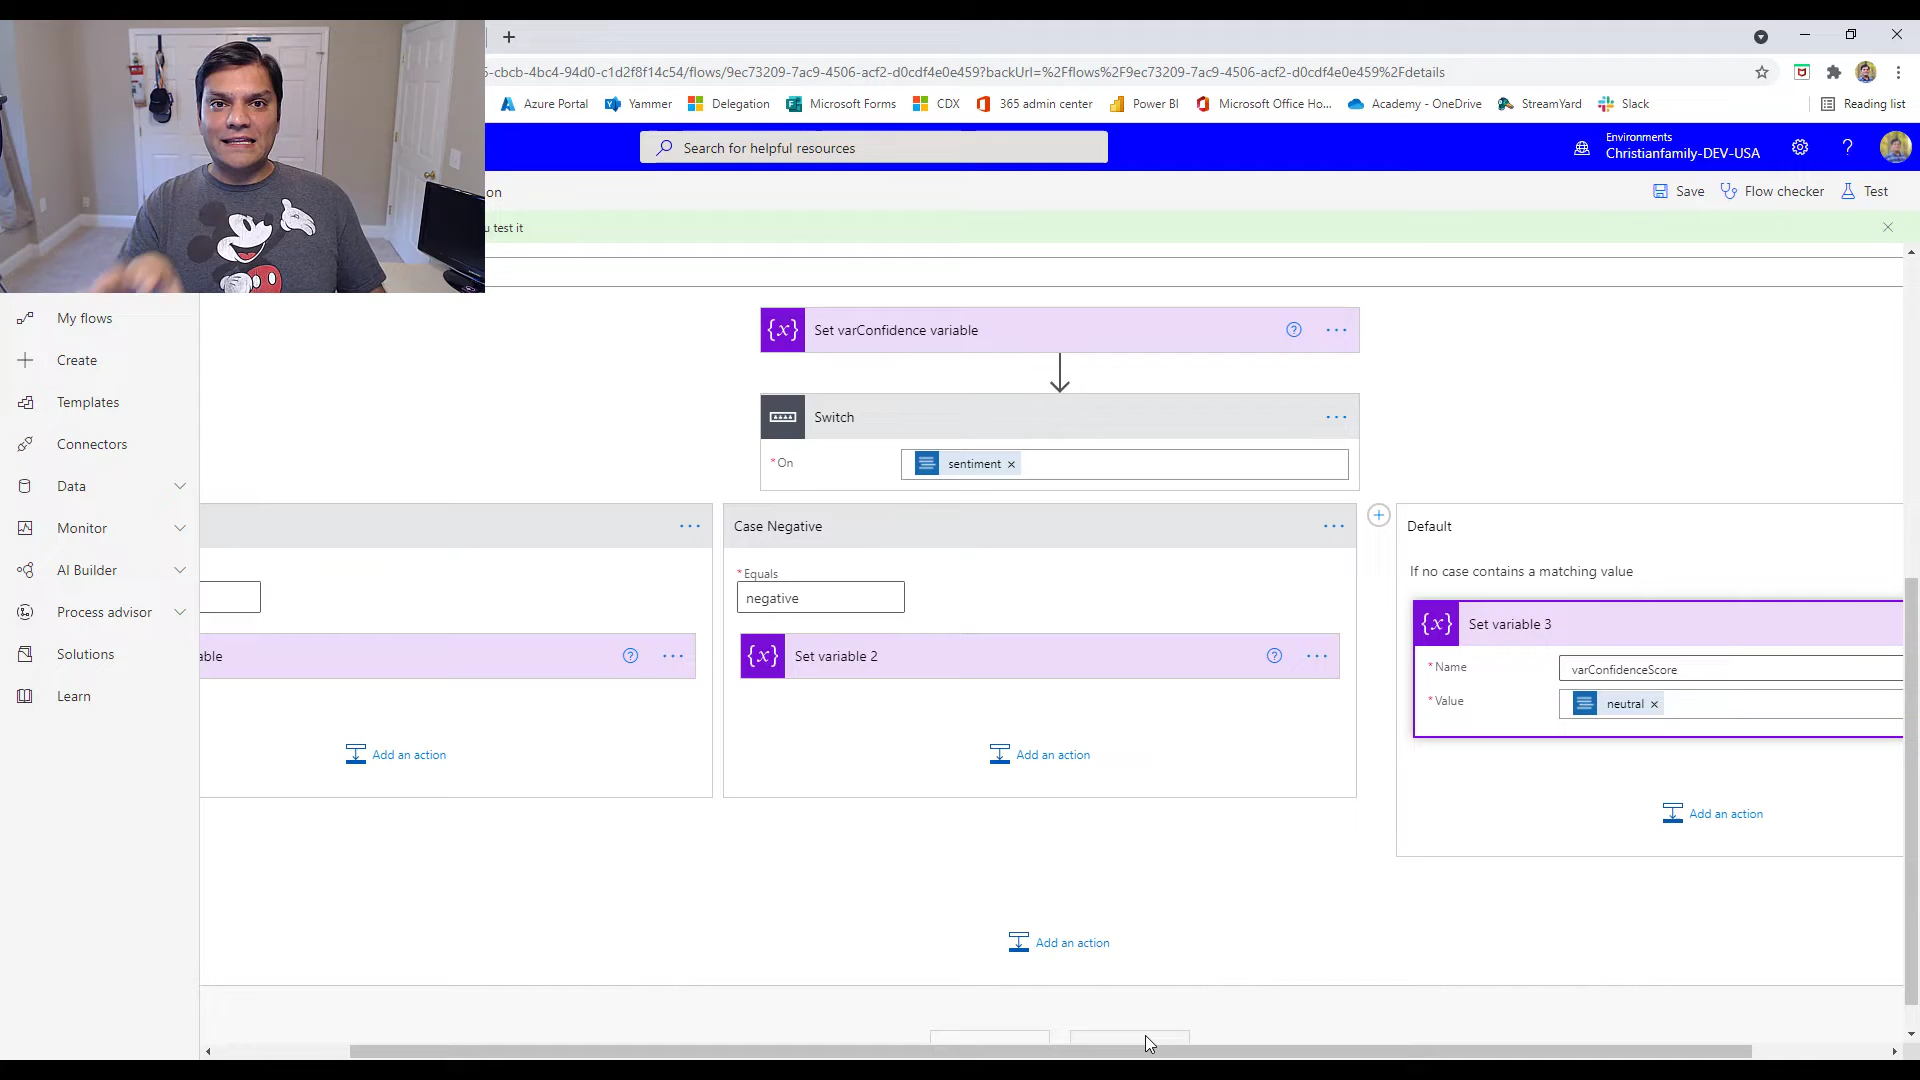 5-cbcb-4bc4-94d0-c1d2f8f14c54/flows/9ec73209-7ac9-4506-acf2-d0cdf4e0e459?backUrl=%2Fflows%2F9ec73209-7ac9-4506-acf2-d0cdf4e0e459%2Fdetails
Azure Portal Yammer Delegation Microsoft Forms CDX 365 admin center Power BI Microsoft Office Ho... Academy - OneDrive StreamYard Slack Reading list
Search for helpful resources
Environments
Christianfamily-DEV-USA
on
Save Flow checker Test
u test it
My flows
Create
Templates
Connectors
Data
Monitor
AI Builder
Process advisor
Solutions
Learn
{x} Set varConfidence variable
Switch
*On sentiment
Case Negative
Default
*Equals
negative
If no case contains a matching value
able
{x} Set variable 2
{x} Set variable 3
*Name varConfidenceScore
*Value neutral
Add an action
Add an action
Add an action
Add an action